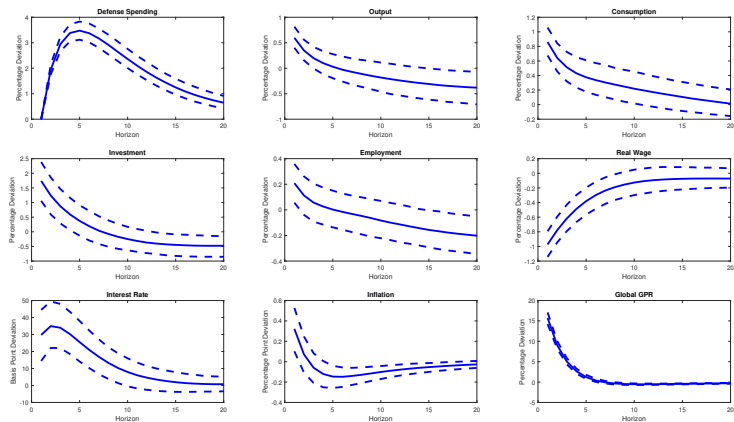 Defense Spending
Percentage Deviation
4
3
2
1
0
0 5 10 15 20
Horizon
Output
Percentage Deviation
1
0.5
0
-0.5
-1
0 5 10 15 20
Horizon
Consumption
Percentage Deviation
1.2
1
0.8
0.6
0.4
0.2
0
-0.2
0 5 10 15 20
Horizon
Investment
Percentage Deviation
2.5
2
1.5
1
0.5
0
-0.5
-1
0 5 10 15 20
Horizon
Employment
Percentage Deviation
0.4
0.2
0
-0.2
-0.4
0 5 10 15 20
Horizon
Real Wage
Percentage Deviation
0.2
0
-0.2
-0.4
-0.6
-0.8
-1
-1.2
0 5 10 15 20
Horizon
Interest Rate
Basis Point Deviation
50
40
30
20
10
0
-10
0 5 10 15 20
Horizon
Inflation
Percentage Point Deviation
0.6
0.4
0.2
0
-0.2
-0.4
0 5 10 15 20
Horizon
Global GPR
Percentage Deviation
20
15
10
5
0
-5
0 5 10 15 20
Horizon